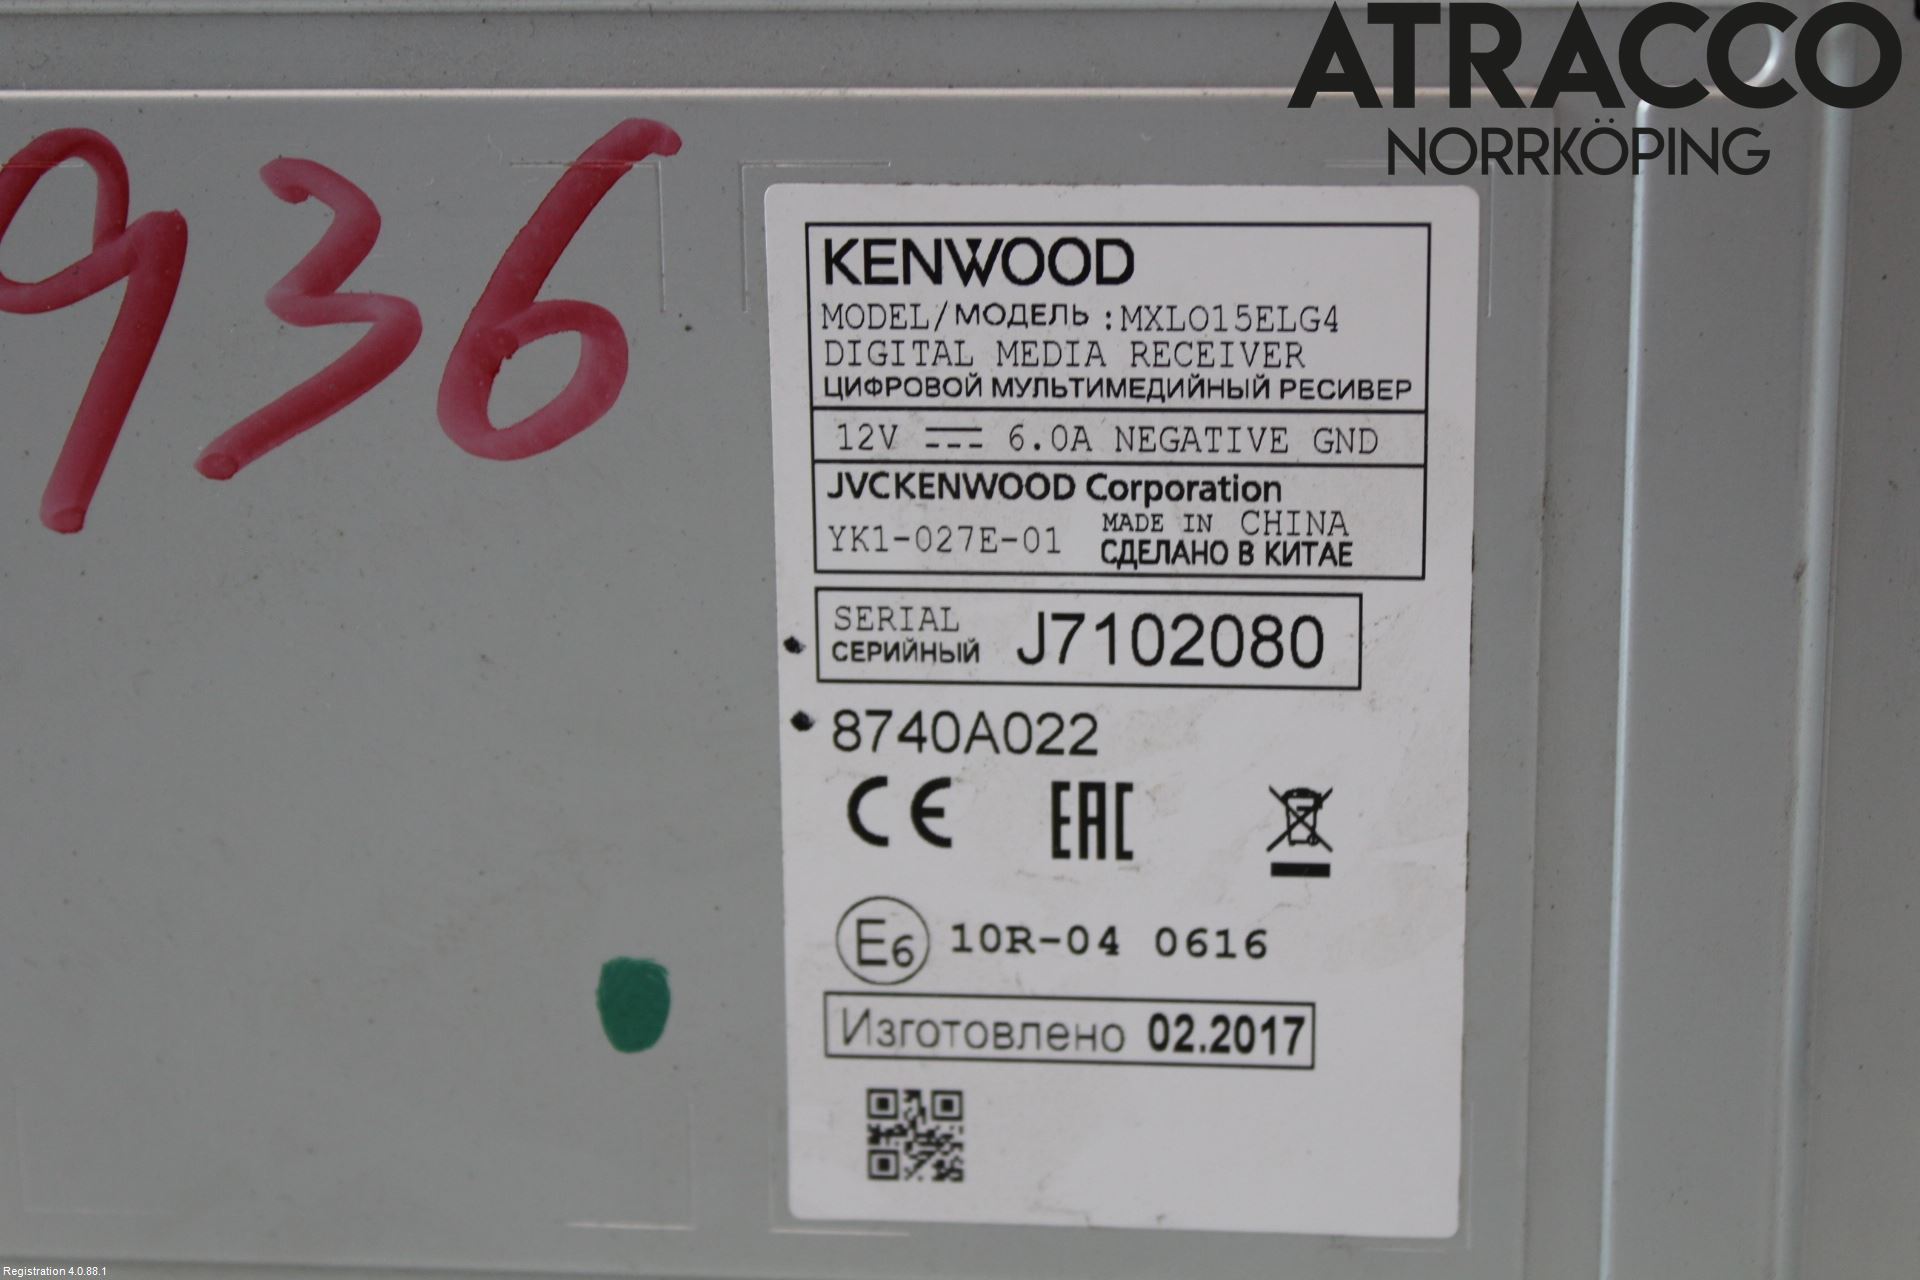 ATRACCO
NORRKÖPING
936
KENWOOD
MODEL/МОДЕЛЬ :MXLO15ELG4
DIGITAL MEDIA RECEIVER
ЦИФРОВОЙ МУЛЬТИМЕДИЙНЫЙ РЕСИВЕР
12V 6.0A NEGATIVE GND
JVCKENWOOD Corporation
YK1-027E-01 MADE IN CHINA
СДЕЛАНО В КИТАЕ
SERIAL
СЕРИЙНЫЙ J7102080
8740A022
CE EAC
E6 10R-04 0616
Изготовлено 02.2017
Registration 4.0.88.1